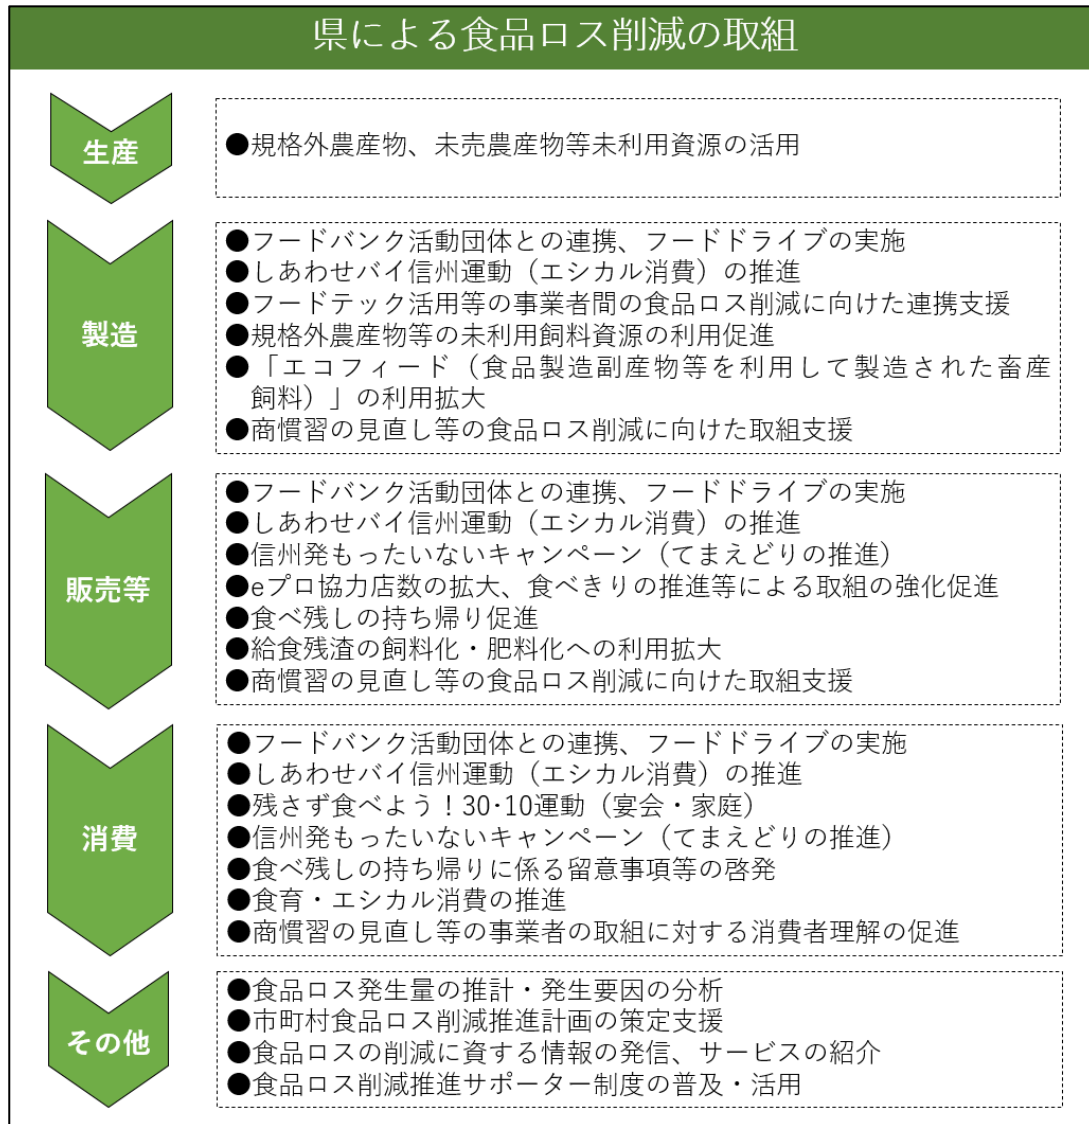 県による食品ロス削減の取組
生産
●規格外農産物、未売農産物等未利用資源の活用
製造
●フードバンク活動団体との連携、フードドライブの実施
●しあわせバイ信州運動（エシカル消費）の推進
●フードテック活用等の事業者間の食品ロス削減に向けた連携支援
●規格外農産物等の未利用飼料資源の利用促進
●「エコフィード（食品製造副産物等を利用して製造された畜産
飼料）」の利用拡大
●商慣習の見直し等の食品ロス削減に向けた取組支援
販売等
●フードバンク活動団体との連携、フードドライブの実施
●しあわせバイ信州運動（エシカル消費）の推進
●信州発もったいないキャンペーン（てまえどりの推進）
●eプロ協力店数の拡大、食べきりの推進等による取組の強化促進
●食べ残しの持ち帰り促進
●給食残渣の飼料化・肥料化への利用拡大
●商慣習の見直し等の食品ロス削減に向けた取組支援
消費
●フードバンク活動団体との連携、フードドライブの実施
●しあわせバイ信州運動（エシカル消費）の推進
●残さず食べよう！30･10運動（宴会・家庭）
●信州発もったいないキャンペーン（てまえどりの推進）
●食べ残しの持ち帰りに係る留意事項等の啓発
●食育・エシカル消費の推進
●商慣習の見直し等の事業者の取組に対する消費者理解の促進
その他
●食品ロス発生量の推計・発生要因の分析
●市町村食品ロス削減推進計画の策定支援
●食品ロスの削減に資する情報の発信、サービスの紹介
●食品ロス削減推進サポーター制度の普及・活用